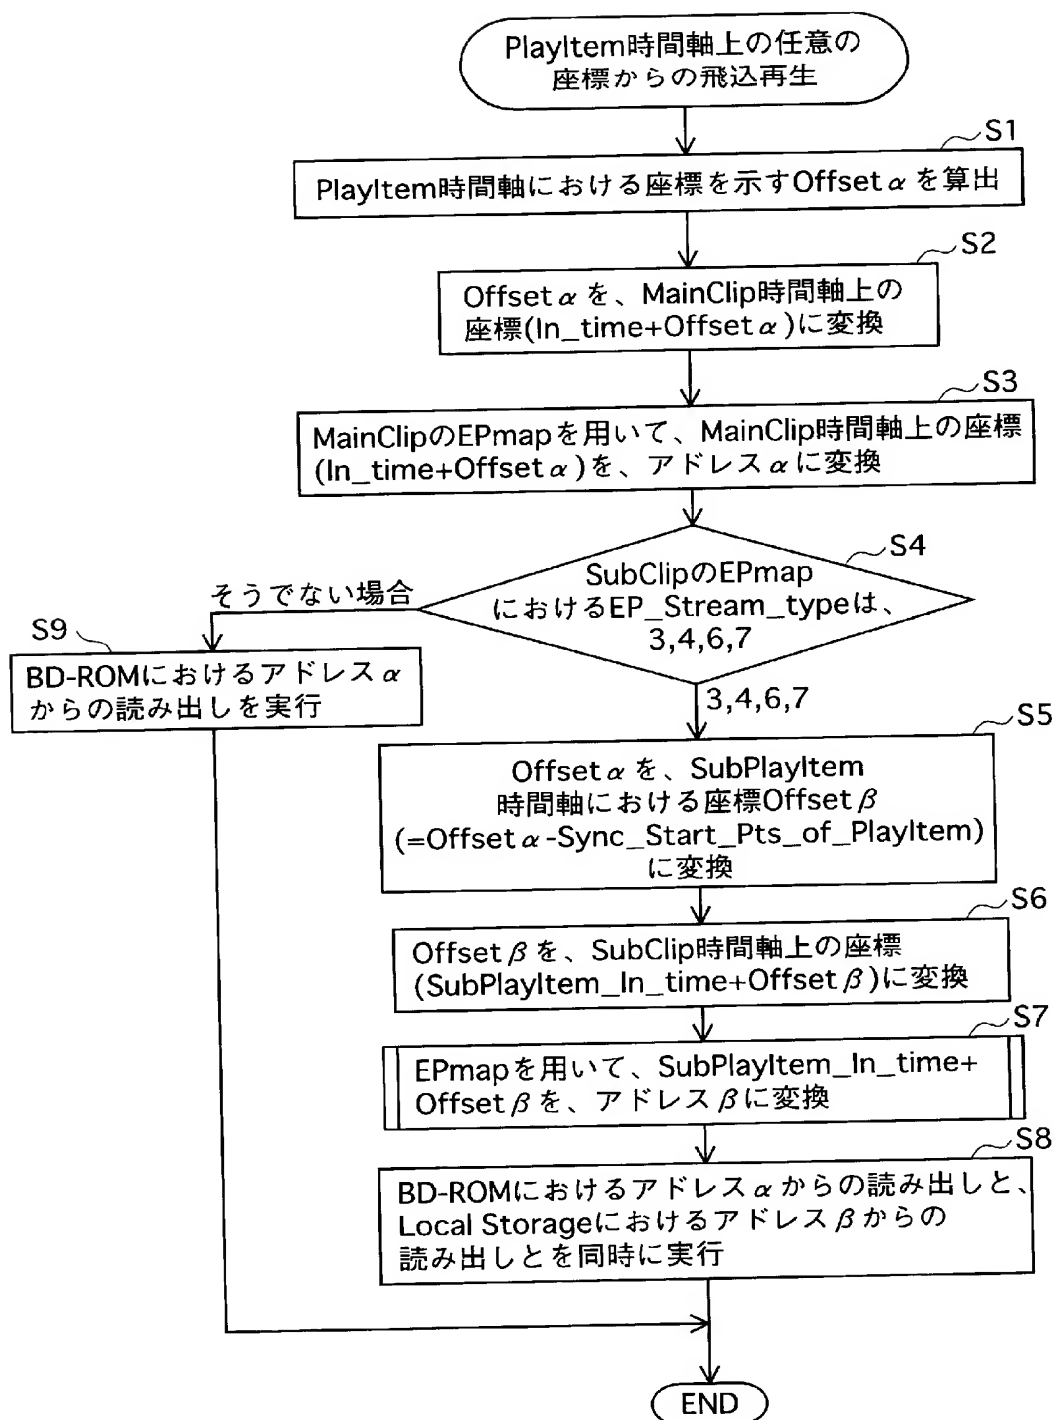 PlayItem時間軸上の任意の
座標からの飛込再生
S1
PlayItem時間軸における座標を示すOffsetαを算出
S2
Offsetαを、MainClip時間軸上の
座標(In_time+Offsetα)に変換
S3
MainClipのEPmapを用いて、MainClip時間軸上の座標
(In_time+Offsetα)を、アドレスαに変換
S4
SubClipのEPmap
におけるEP_Stream_typeは、
3,4,6,7
そうでない場合
S9
BD-ROMにおけるアドレスα
からの読み出しを実行
3,4,6,7
S5
Offsetαを、SubPlayItem
時間軸における座標Offsetβ
(=Offsetα-Sync_Start_Pts_of_PlayItem)
に変換
S6
Offsetβを、SubClip時間軸上の座標
(SubPlayItem_In_time+Offsetβ)に変換
S7
EPmapを用いて、SubPlayItem_In_time+
Offsetβを、アドレスβに変換
S8
BD-ROMにおけるアドレスαからの読み出しと、
Local Storageにおけるアドレスβからの
読み出しとを同時に実行
END